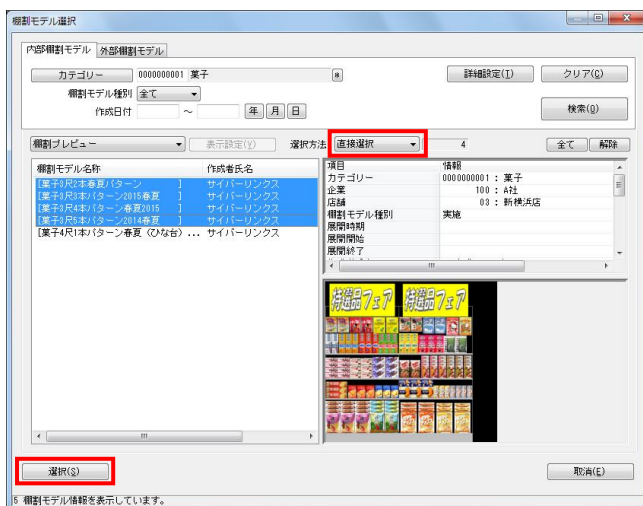 棚割モデル選択
内部棚割モデル 外部棚割モデル
カテゴリー 0000000001 菓子 * 詳細設定(I) クリア(C)
棚割モデル種別 全て
作成日付 ～ 年 月 日 検索(Q)
棚割プレビュー 表示設定(V) 選択方法 直接選択 4 全て 解除
棚割モデル名称 作成者氏名
[菓子3尺2本春夏パターン ] サイバーリンクス
[菓子3尺3本パターン2015春夏 ] サイバーリンクス
[菓子3尺4本パターン春夏2015 ] サイバーリンクス
[菓子3尺5本パターン2014春夏 ] サイバーリンクス
[菓子4尺1本パターン春夏（ひな台）... サイバーリンクス
項目 情報
カテゴリー 0000000001 : 菓子
企業 100 : A社
店舗 03 : 新横浜店
棚割モデル種別 実施
展開時期
展開開始
展開終了
特選品フェア 特選品フェア
選択(S) 取消(E)
5 棚割モデル情報を表示しています。